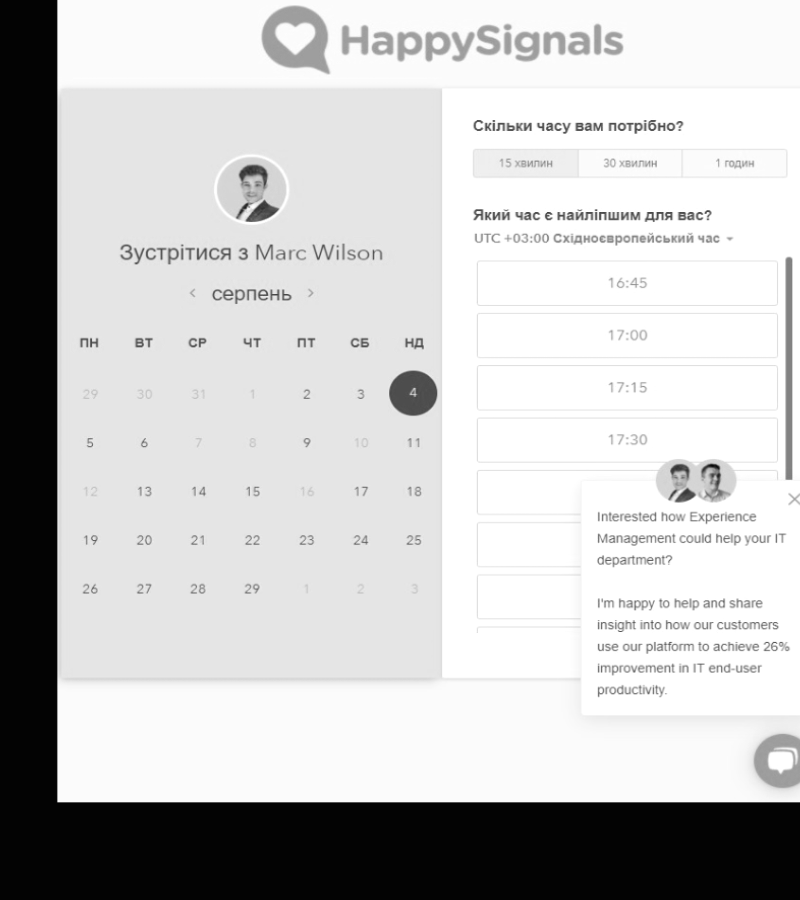 HappySignals
Зустрітися з Marc Wilson
серпень
ПН ВТ СР ЧТ ПТ СБ НД
29 30 31 1 2 3 4
5 6 7 8 9 10 11
12 13 14 15 16 17 18
19 20 21 22 23 24 25
26 27 28 29 1 2 3
Скільки часу вам потрібно?
15 хвилин 30 хвилин 1 годин
Який час є найліпшим для вас?
UTC +03:00 Східноєвропейський час
16:45
17:00
17:15
17:30
Interested how Experience
Management could help your IT
department?
I'm happy to help and share
insight into how our customers
use our platform to achieve 26%
improvement in IT end-user
productivity.